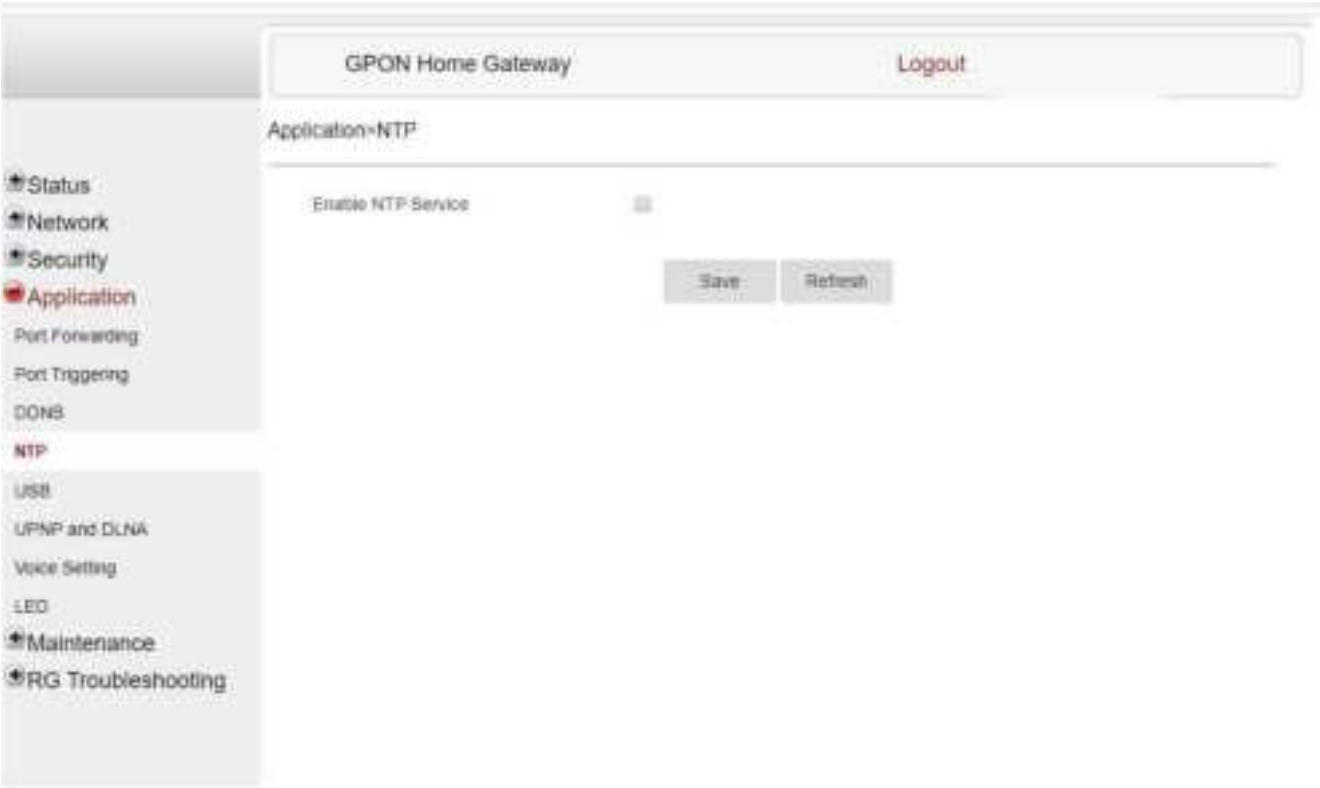 GPON Home Gateway
Logout
Application>NTP
Enable NTP Service
Save
Refresh
Status
Network
Security
Application
Port Forwarding
Port Triggering
DDNS
NTP
USB
UPNP and DLNA
Voice Setting
LED
Maintenance
RG Troubleshooting